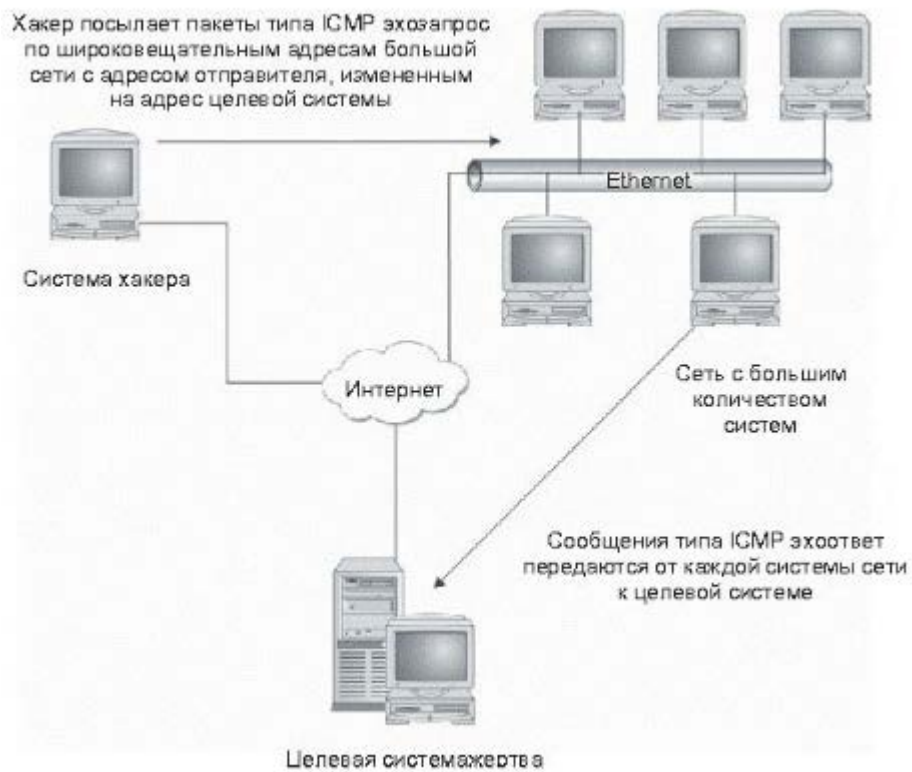 Хакер посылает пакеты типа ICMP эхозапрос
по широковещательным адресам большой
сети с адресом отправителя, измененным
на адрес целевой системы
Ethernet
Система хакера
Интернет
Сеть с большим
количеством
систем
Сообщения типа ICMP эхоответ
передаются от каждой системы сети
к целевой системе
Целевая системажертва